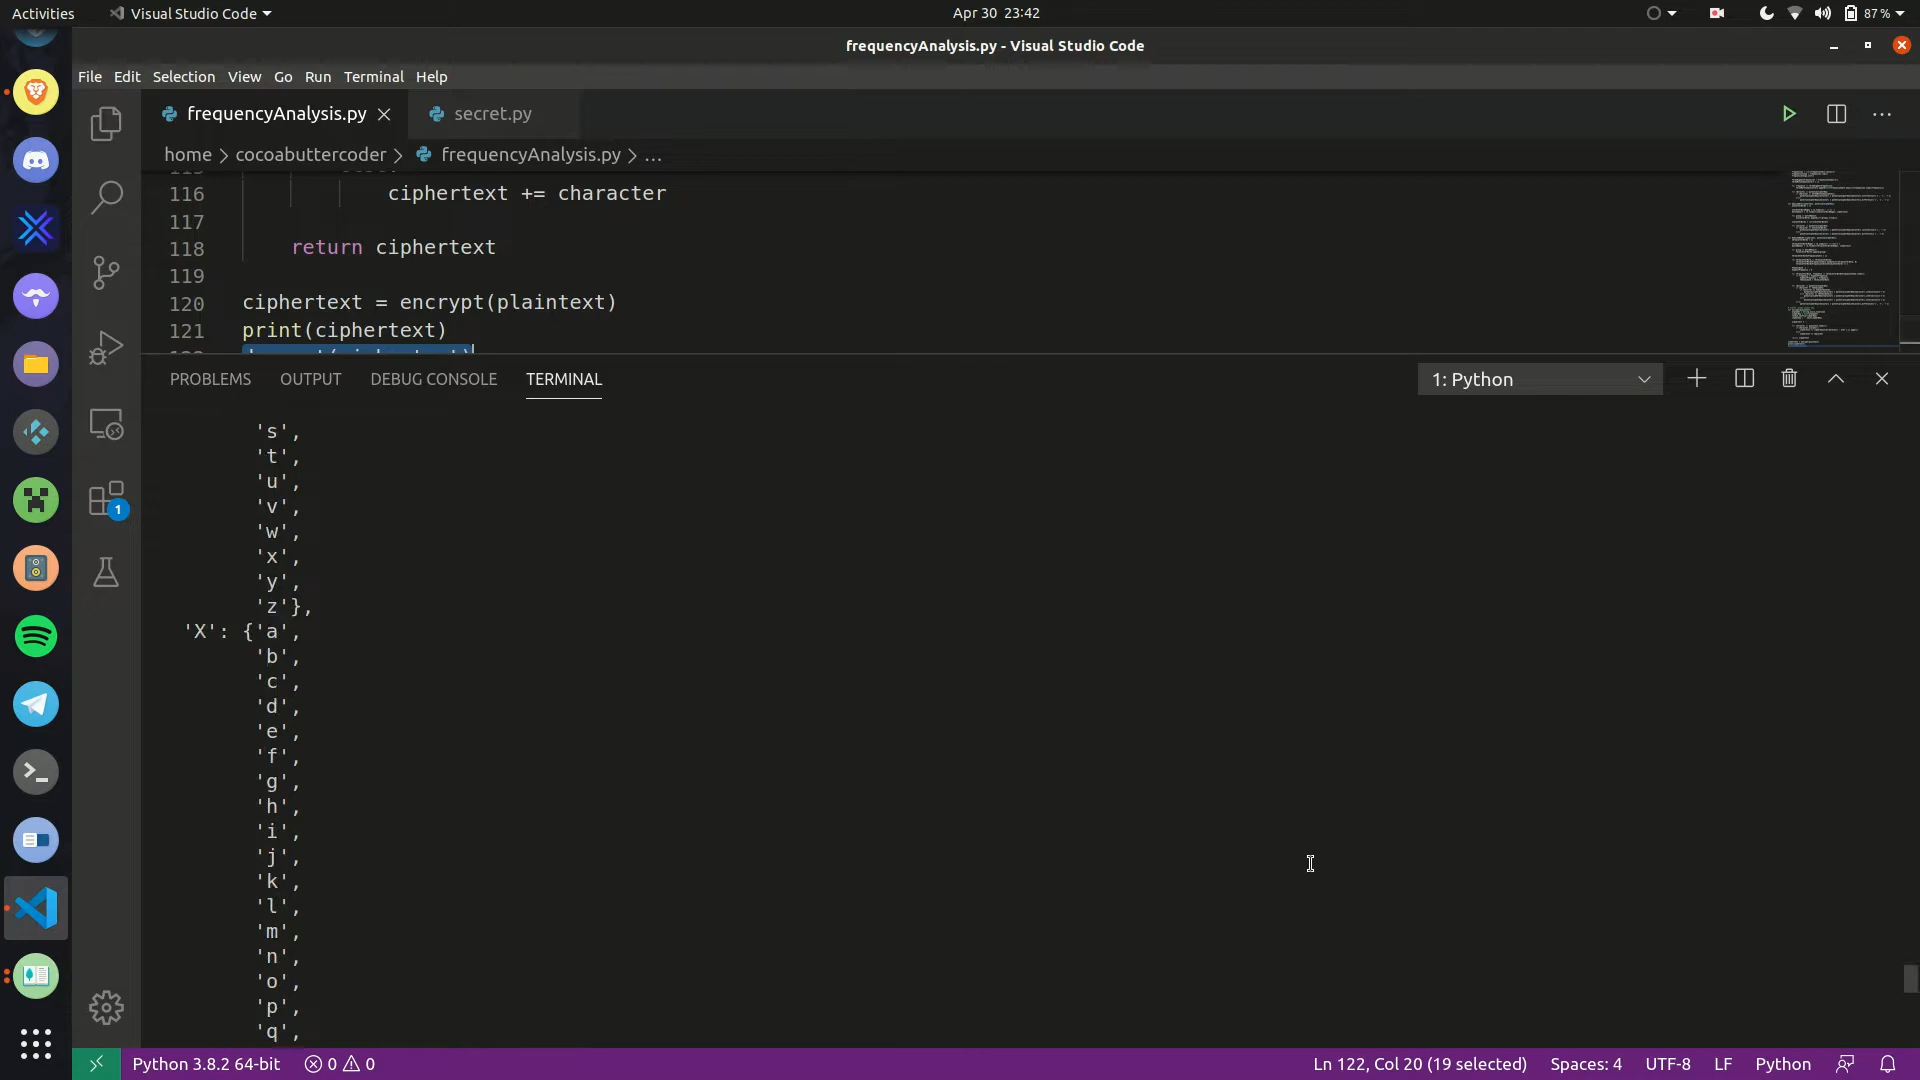 Activities
Visual Studio Code
Apr 30 23:42
87 %
frequencyAnalysis.py - Visual Studio Code
File Edit Selection View Go Run Terminal Help
frequencyAnalysis.py
secret.py
home > cocoabuttercoder > frequencyAnalysis.py > ...
116 ciphertext += character
117
118 return ciphertext
119
120 ciphertext = encrypt(plaintext)
121 print(ciphertext)
PROBLEMS OUTPUT DEBUG CONSOLE TERMINAL
1: Python
's',
't',
'u',
'v',
'w',
'x',
'y',
'z'},
'X': {'a',
'b',
'c',
'd',
'e',
'f',
'g',
'h',
'i',
'j',
'k',
'l',
'm',
'n',
'o',
'p',
'q',
1
Python 3.8.2 64-bit
0
0
Ln 122, Col 20 (19 selected)
Spaces: 4
UTF-8
LF
Python